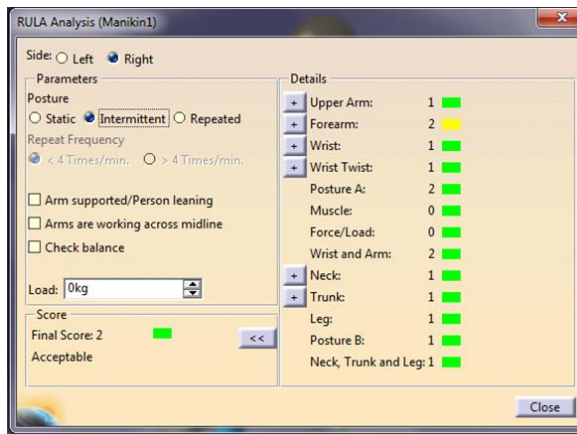 RULA Analysis (Manikin1)
Side: Left Right
Parameters
Posture
Static Intermittent Repeated
Repeat Frequency
< 4 Times/min. > 4 Times/min.
Arm supported/Person leaning
Arms are working across midline
Check balance
Load: 0kg
Score
Final Score: 2
<<
Acceptable
Details
+ Upper Arm: 1
+ Forearm: 2
+ Wrist: 1
+ Wrist Twist: 1
Posture A: 2
Muscle: 0
Force/Load: 0
Wrist and Arm: 2
+ Neck: 1
+ Trunk: 1
Leg: 1
Posture B: 1
Neck, Trunk and Leg: 1
Close